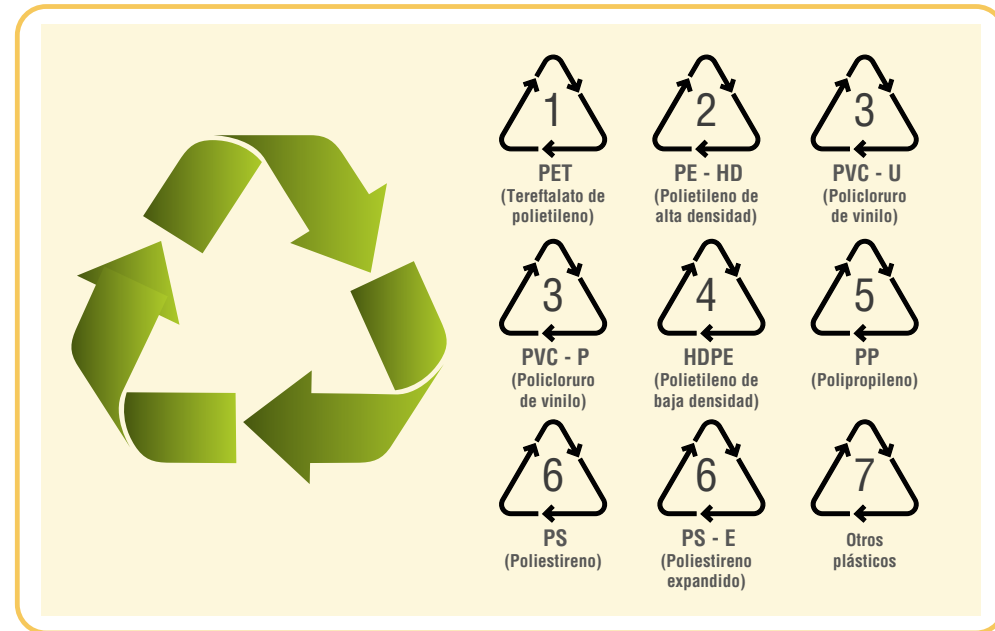 1
PET
(Tereftalato de
polietileno)
2
PE - HD
(Polietileno de
alta densidad)
3
PVC - U
(Policloruro
de vinilo)
3
PVC - P
(Policloruro
de vinilo)
4
HDPE
(Polietileno de
baja densidad)
5
PP
(Polipropileno)
6
PS
(Poliestireno)
6
PS - E
(Poliestireno
expandido)
7
Otros
plásticos